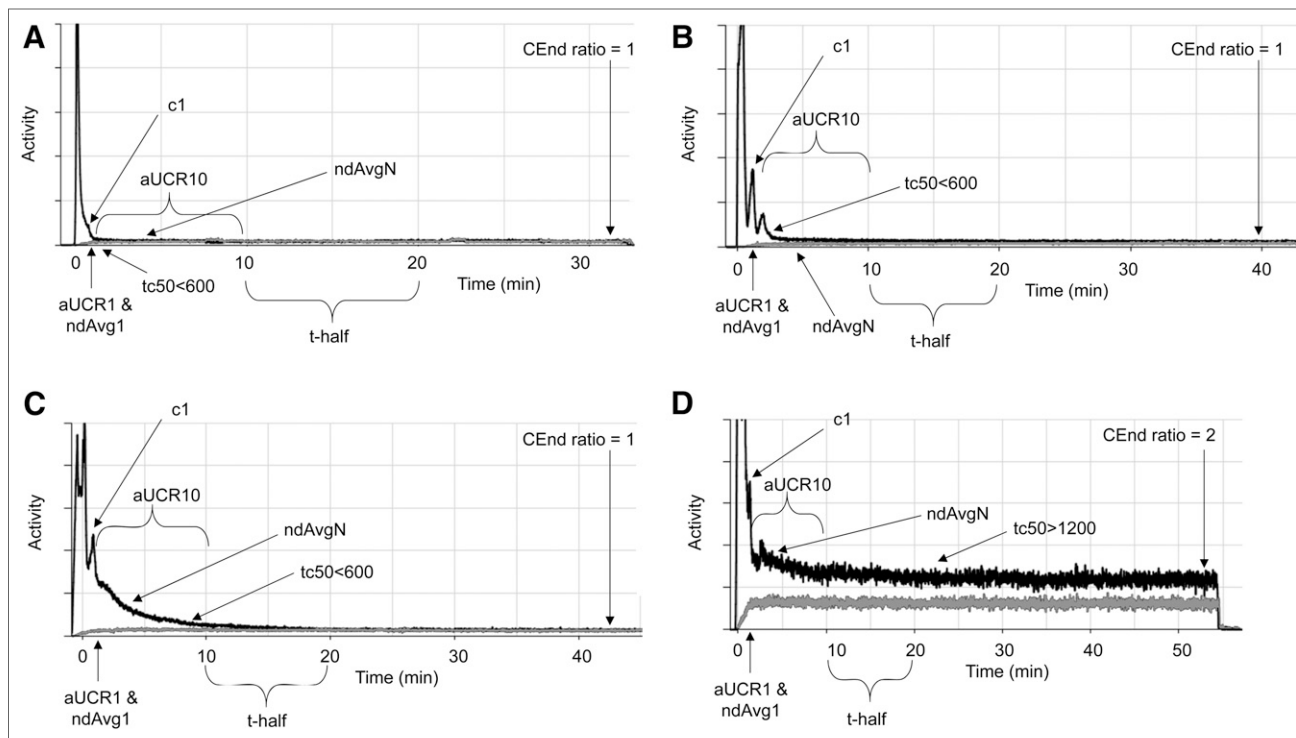 A
CEnd ratio = 1
c1
aUCR10
ndAvgN
Activity
0
10
20
30
tc50<600
Time (min)
aUCR1 &
ndAvg1
t-half
B
CEnd ratio = 1
c1
aUCR10
tc50<600
Activity
0
10
20
30
40
Time (min)
aUCR1 &
ndAvg1
ndAvgN
t-half
C
c1
CEnd ratio = 1
aUCR10
ndAvgN
tc50<600
Activity
0
10
20
30
40
Time (min)
aUCR1 &
ndAvg1
t-half
D
c1
CEnd ratio = 2
aUCR10
ndAvgN
tc50>1200
Activity
0
10
20
30
40
50
Time (min)
aUCR1 &
ndAvg1
t-half